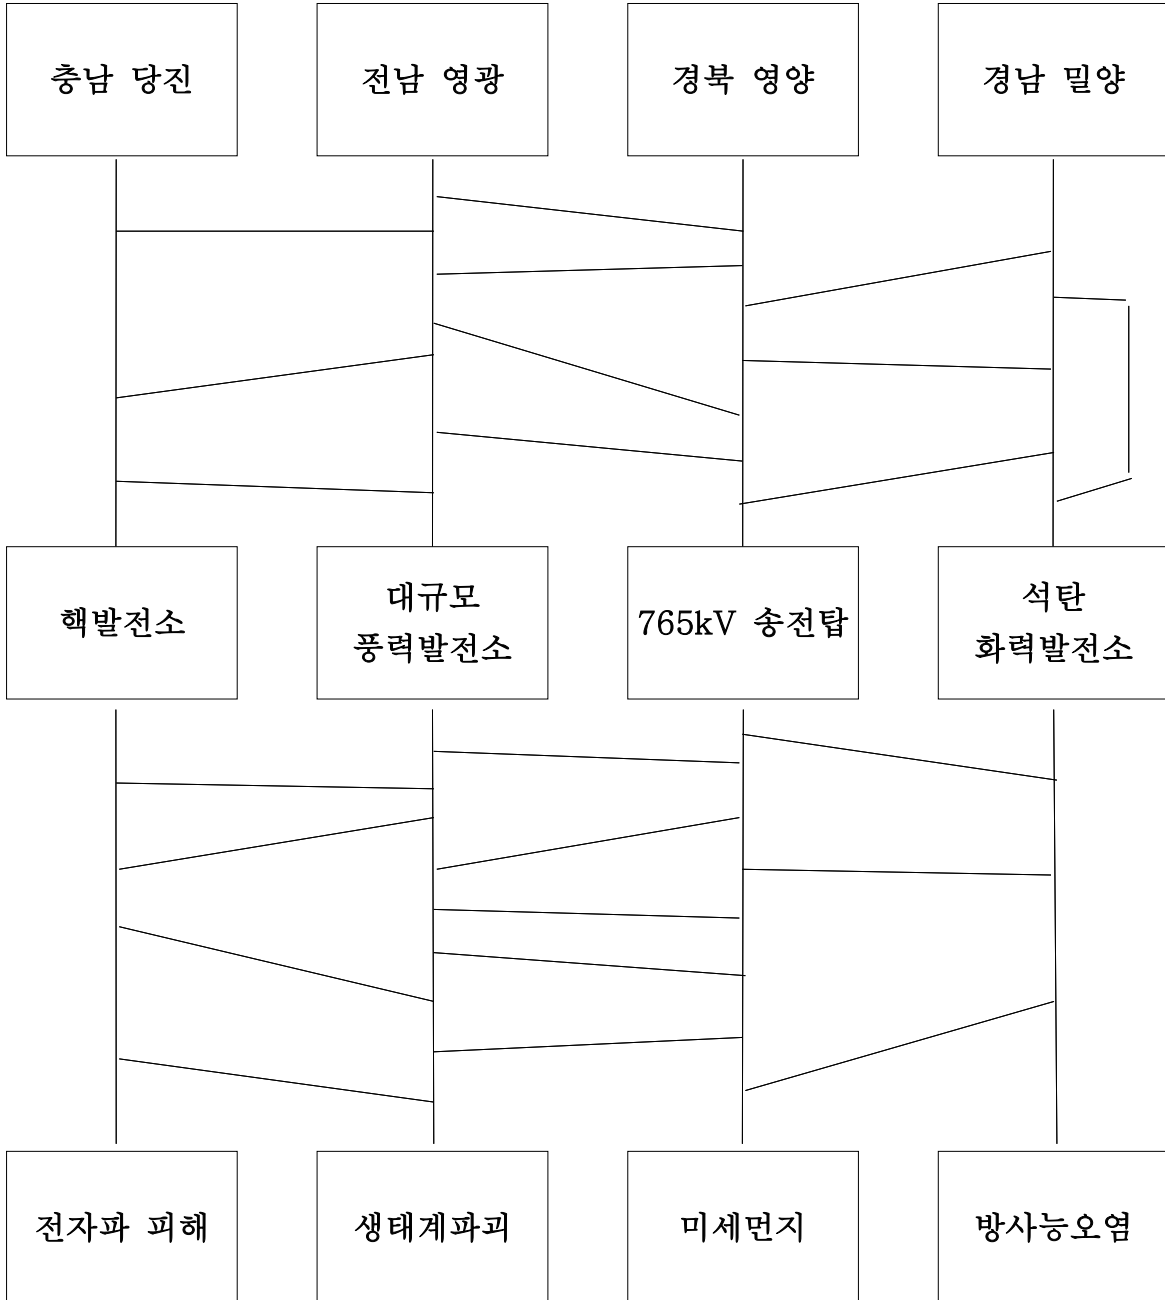 충남 당진
전남 영광
경북 영양
경남 밀양
핵발전소
대규모
풍력발전소
765kV 송전탑
석탄
화력발전소
전자파 피해
생태계파괴
미세먼지
방사능오염